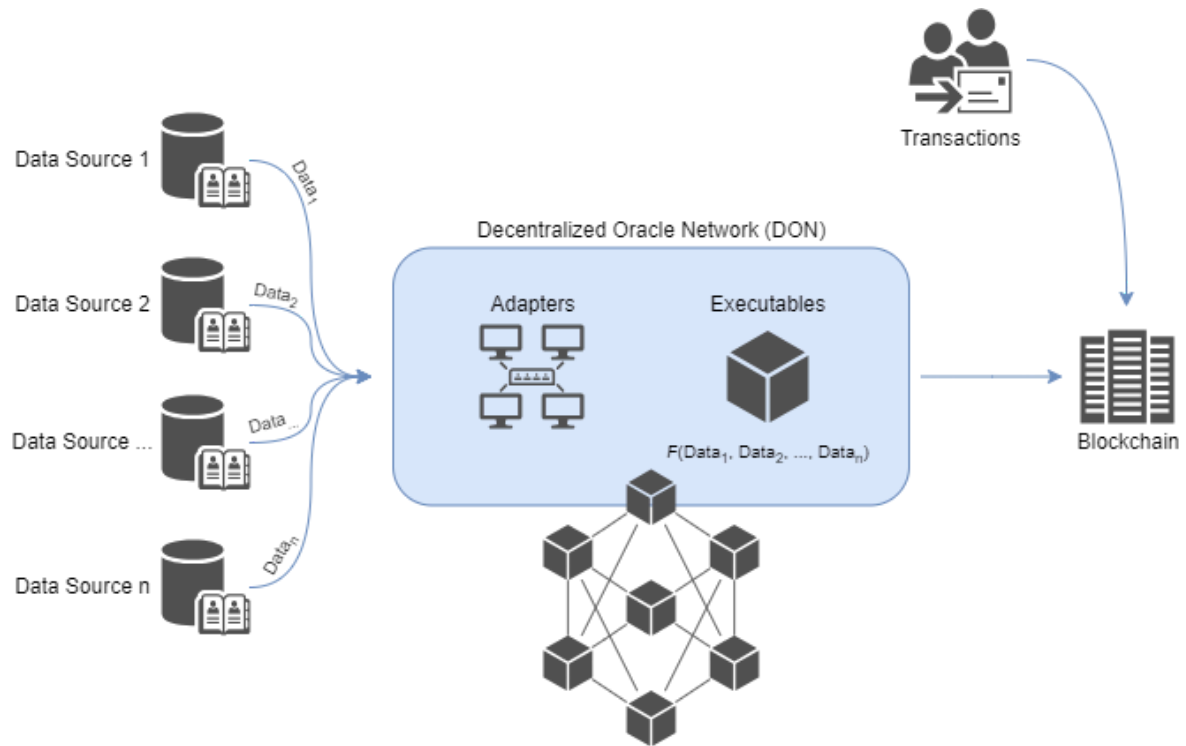 Transactions
Data Source 1
Data₁
Decentralized Oracle Network (DON)
Data Source 2
Data₂
Adapters
Executables
Data Source ...
Data...
F(Data₁, Data₂, ..., Dataₙ)
Blockchain
Data Source n
Dataₙ